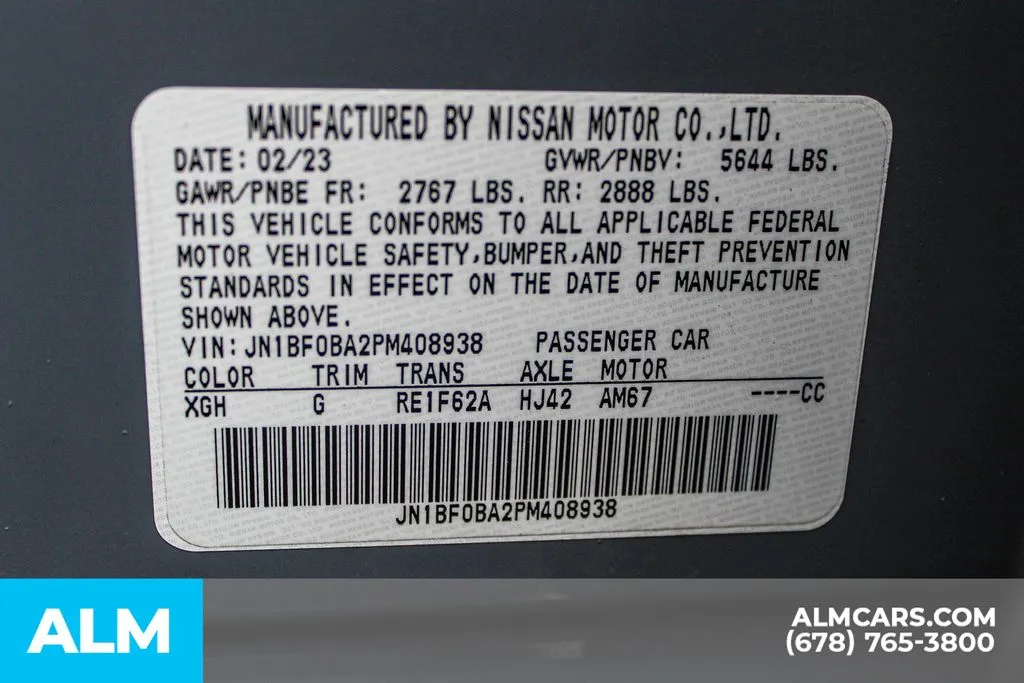 MANUFACTURED BY NISSAN MOTOR CO.,LTD.
DATE: 02/23 GVWR/PNBV: 5644 LBS.
GAWR/PNBE FR: 2767 LBS. RR: 2888 LBS.
THIS VEHICLE CONFORMS TO ALL APPLICABLE FEDERAL
MOTOR VEHICLE SAFETY,BUMPER,AND THEFT PREVENTION
STANDARDS IN EFFECT ON THE DATE OF MANUFACTURE
SHOWN ABOVE.
VIN: JN1BF0BA2PM408938 PASSENGER CAR
COLOR TRIM TRANS AXLE MOTOR
XGH G RE1F62A HJ42 AM67 ----CC
JN1BF0BA2PM408938
ALM
ALMCARS.COM
(678) 765-3800